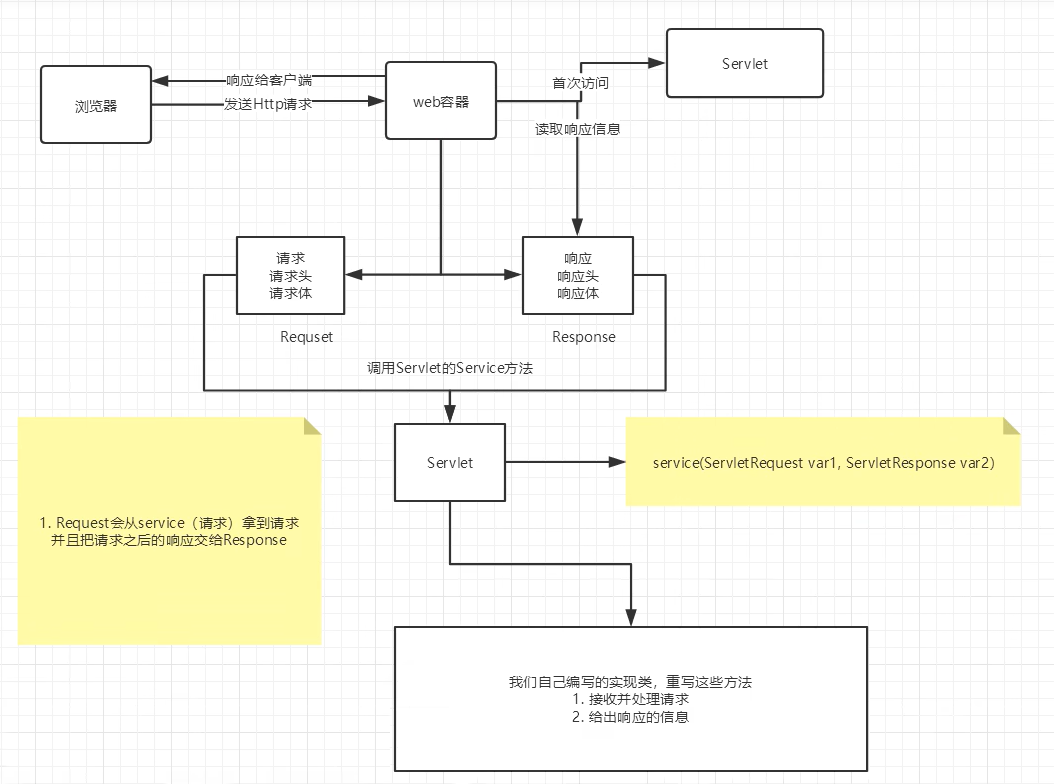 Servlet
响应给客户端
首次访问
浏览器
发送Http请求
web容器
读取响应信息
请求
请求头
请求体
响应
响应头
响应体
Requset
Response
调用Servlet的Service方法
Servlet
service(ServletRequest var1, ServletResponse var2)
1. Request会从service（请求）拿到请求
并且把请求之后的响应交给Response
我们自己编写的实现类，重写这些方法
1. 接收并处理请求
2. 给出响应的信息